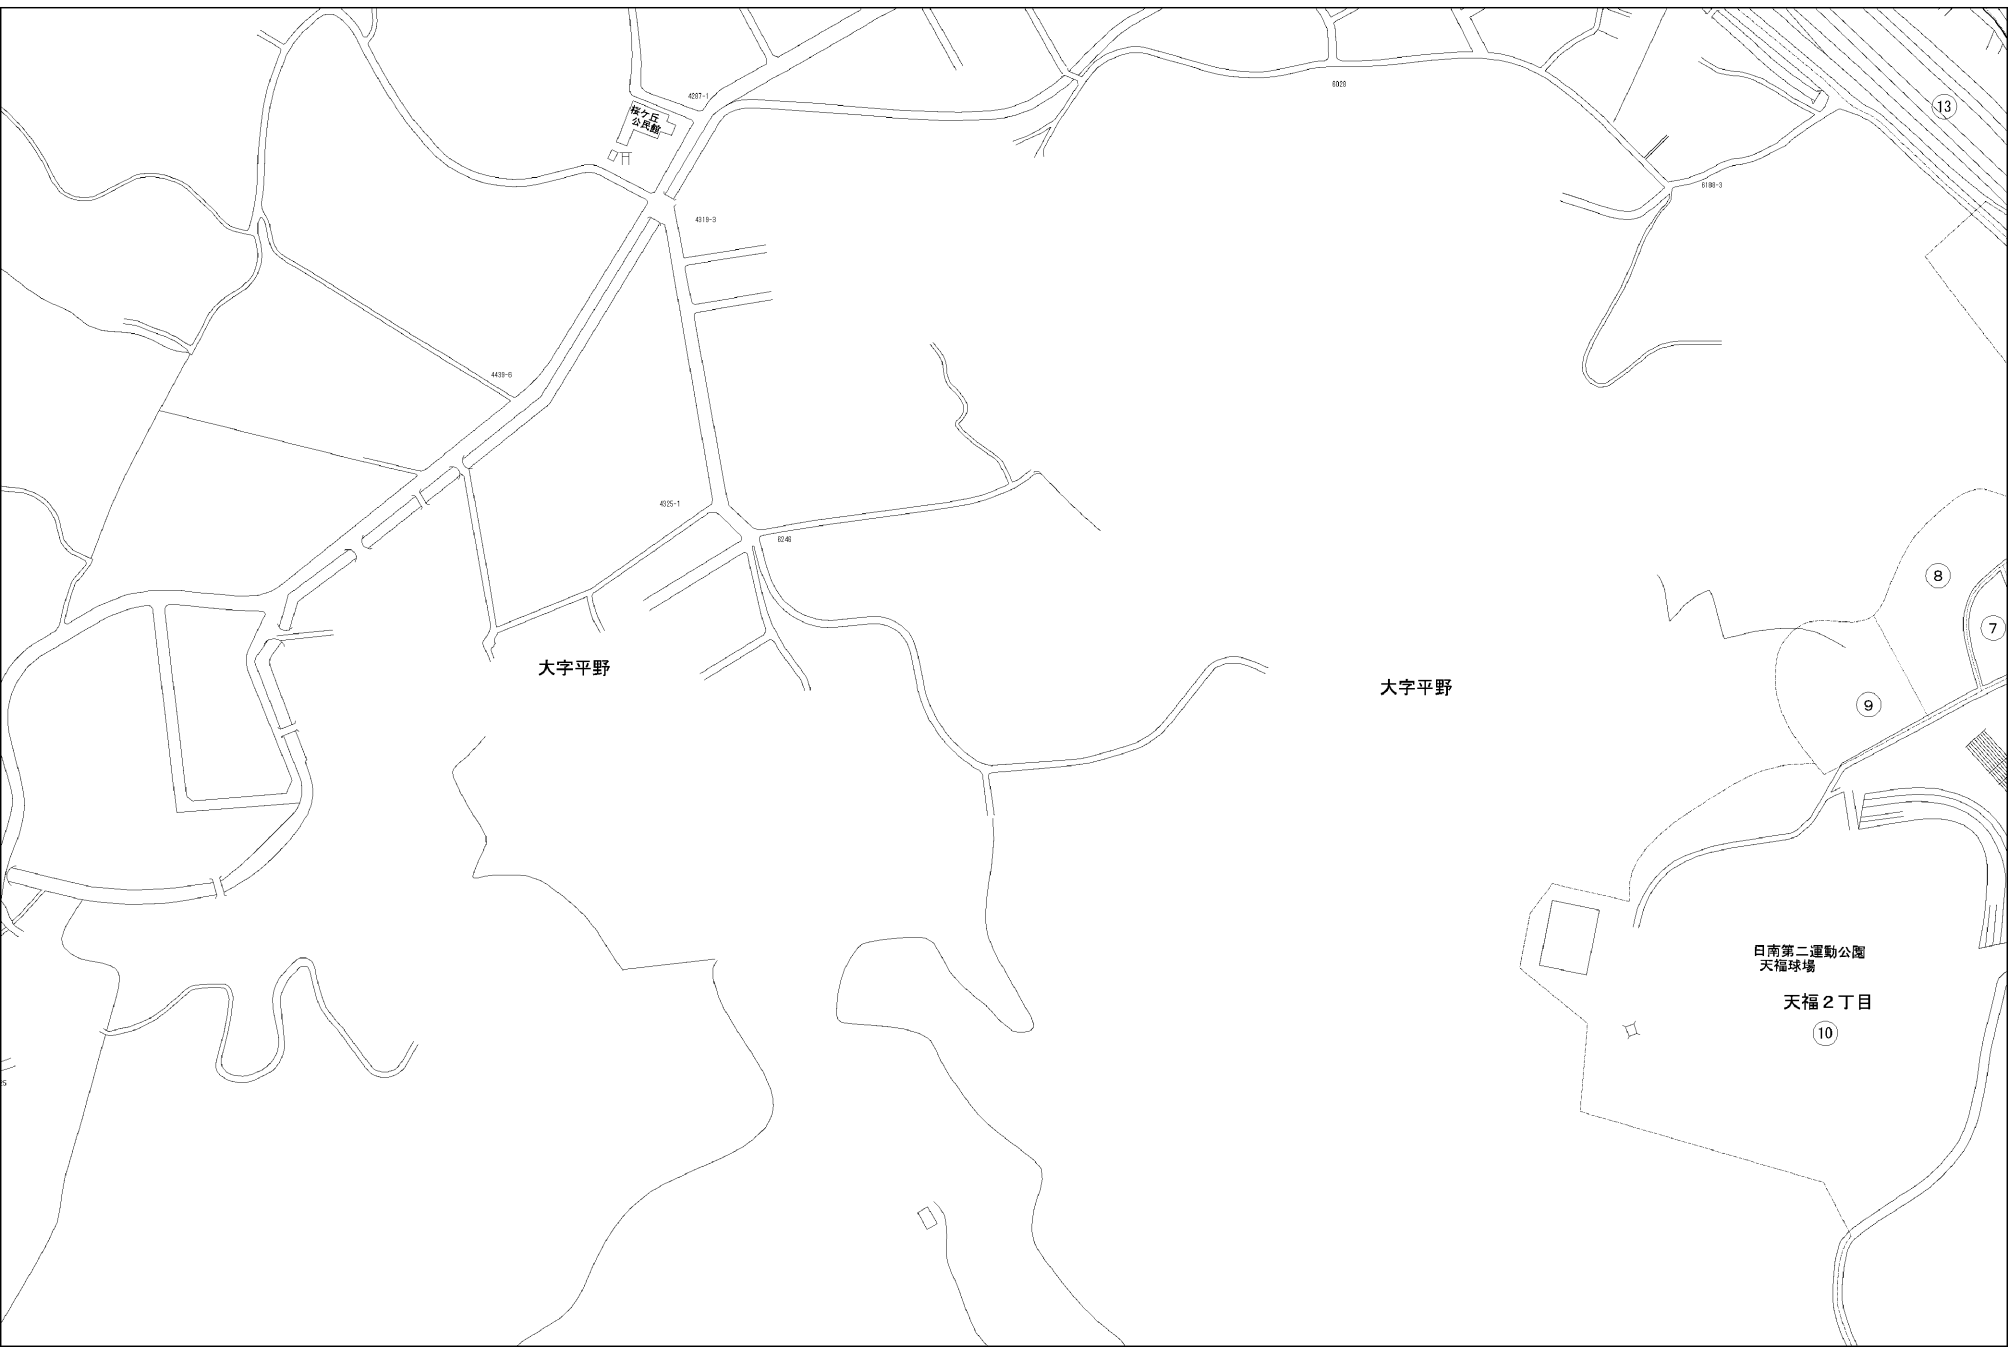 4287-1
6028
13
桜ケ丘
公民館
6188-3
4319-3
4439-6
4325-1
6246
8
7
大字平野
大字平野
9
日南第二運動公園
天福球場
天福2丁目
10